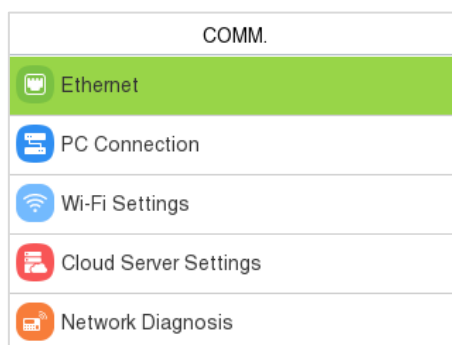 COMM.
Ethernet
PC Connection
Wi-Fi Settings
Cloud Server Settings
Network Diagnosis